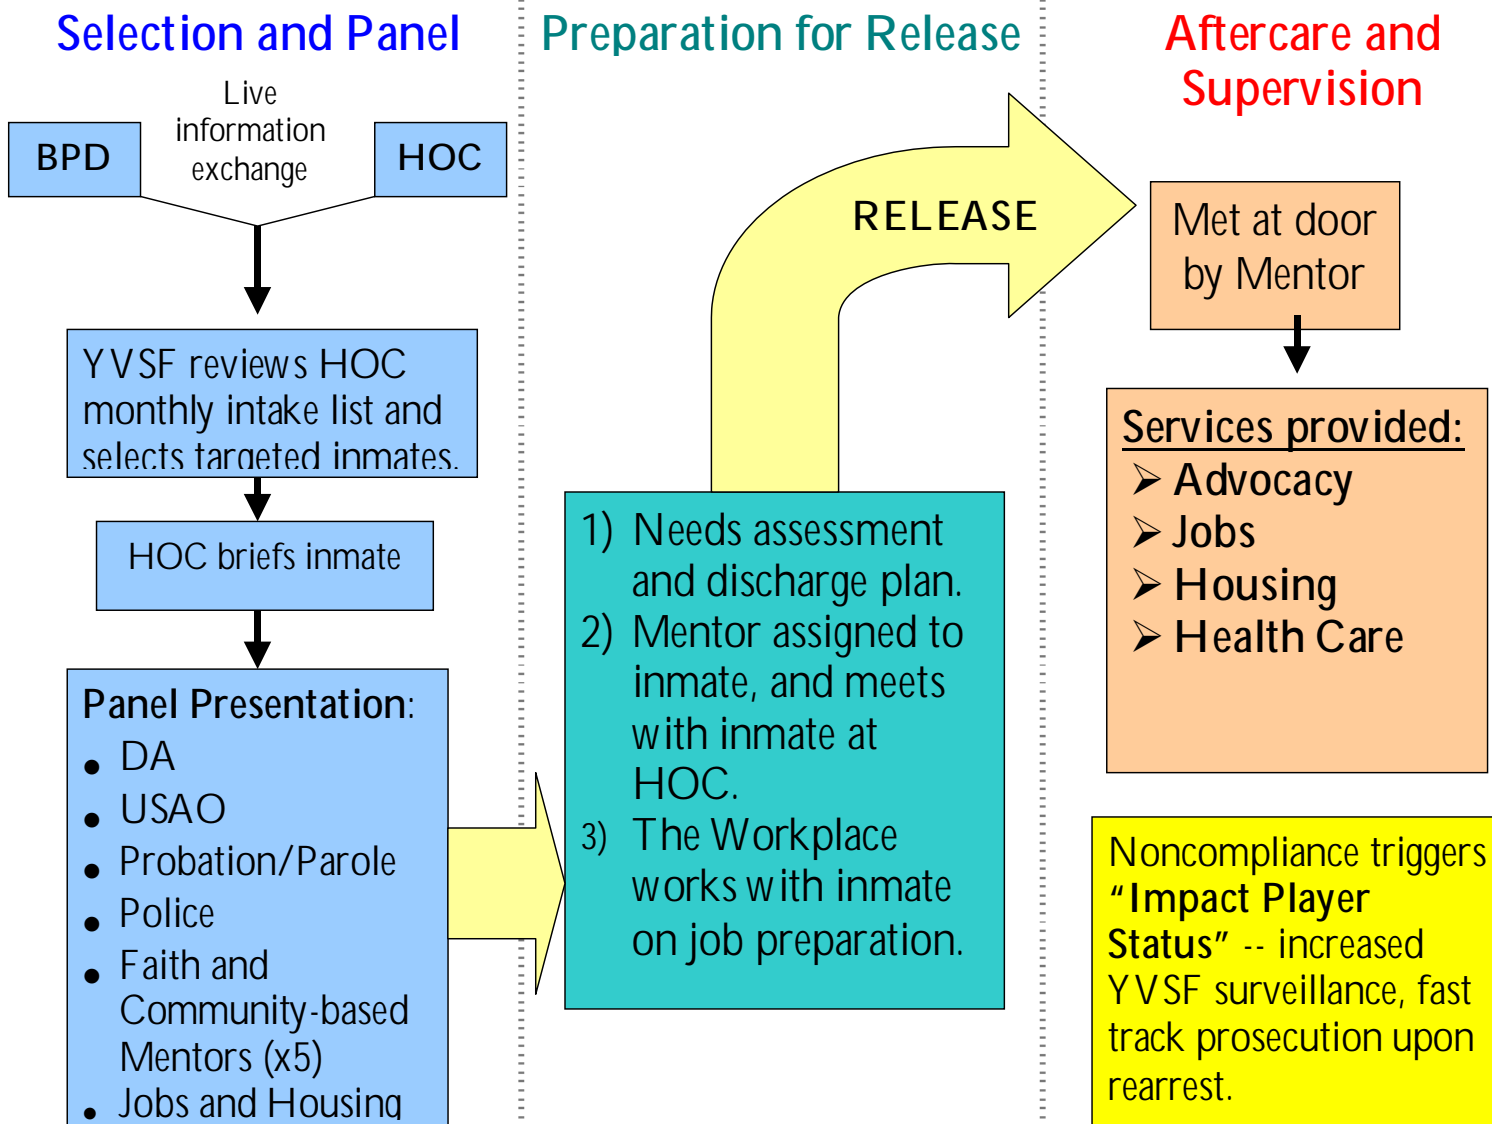 Selection and Panel
Live
information
exchange
BPD
HOC
YVSF reviews HOC
monthly intake list and
selects targeted inmates.
HOC briefs inmate
Panel Presentation:
• DA
• USAO
• Probation/Parole
• Police
• Faith and
Community-based
Mentors (x5)
• Jobs and Housing
Preparation for Release
RELEASE
1) Needs assessment
and discharge plan.
2) Mentor assigned to
inmate, and meets
with inmate at
HOC.
3) The Workplace
works with inmate
on job preparation.
Aftercare and
Supervision
Met at door
by Mentor
Services provided:
➢ Advocacy
➢ Jobs
➢ Housing
➢ Health Care
Noncompliance triggers
“Impact Player
Status” -- increased
YVSF surveillance, fast
track prosecution upon
rearrest.